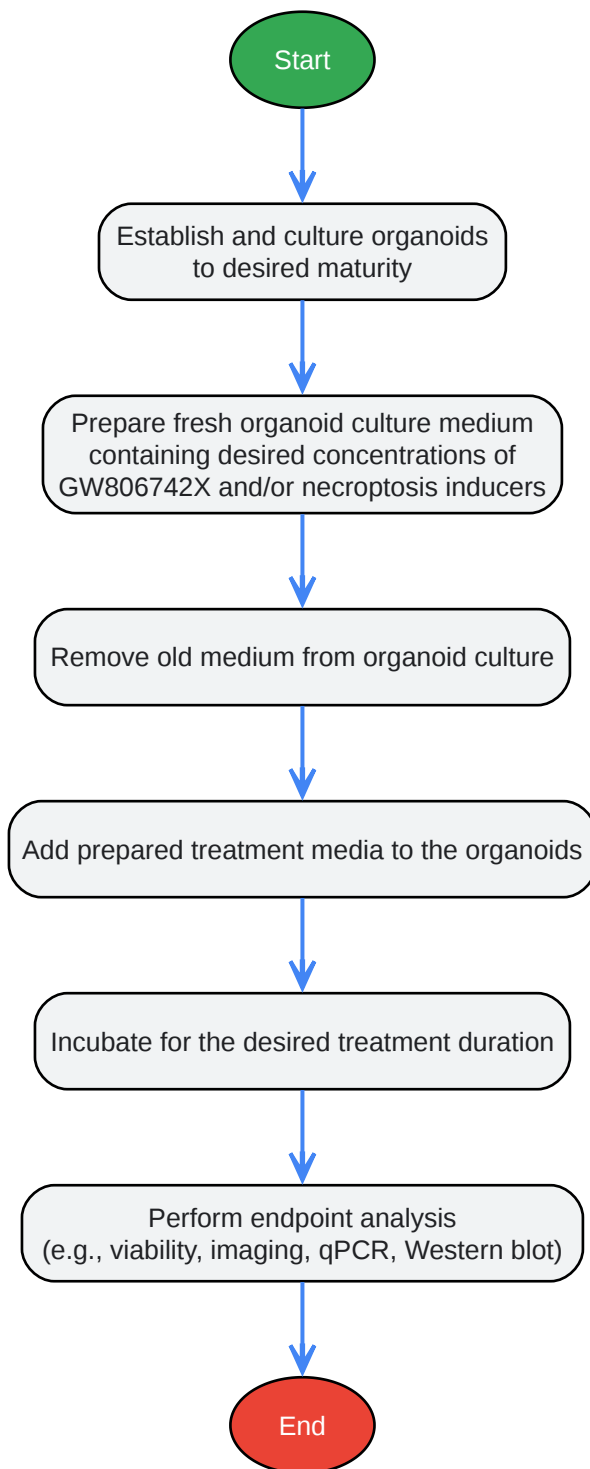 Start
Establish and culture organoids
to desired maturity
Prepare fresh organoid culture medium
containing desired concentrations of
GW806742X and/or necroptosis inducers
Remove old medium from organoid culture
Add prepared treatment media to the organoids
Incubate for the desired treatment duration
Perform endpoint analysis
(e.g., viability, imaging, qPCR, Western blot)
End